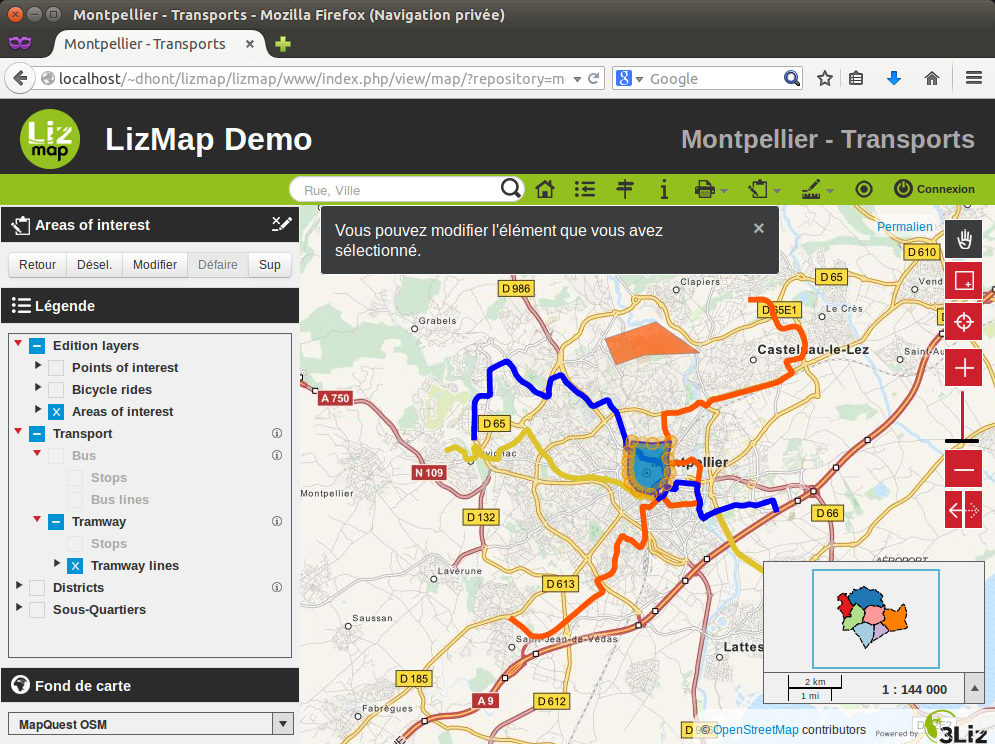 Montpellier - Transports - Mozilla Firefox (Navigation privée)
Montpellier - Transports
localhost/~dhont/lizmap/lizmap/www/index.php/view/map/?repository=m
Google
Liz
map
LizMap Demo
Montpellier - Transports
Rue, Ville
Connexion
Areas of interest
Retour
Désel.
Modifier
Défaire
Sup
Légende
Edition layers
Points of interest
Bicycle rides
Areas of interest
Transport
Bus
Stops
Bus lines
Tramway
Stops
Tramway lines
Districts
Sous-Quartiers
Fond de carte
MapQuest OSM
Vous pouvez modifier l'élément que vous avez
sélectionné.
Permalien
D 610
D 65
D 986
Clapiers
Vend
D 65E1
Le Crès
Grabels
Castelnau-le-Lez
Saint-Au
A 750
D 65
N 109
Montpellier
D 132
D 66
Lavérune
D 613
AÉROPORT
Saussan
Saint-Jean-de-Védas
Lattes
D 185
A 9
D 612
Fabrègues
2 km
1 mi
1 : 144 000
© OpenStreetMap contributors
Powered by
3Liz